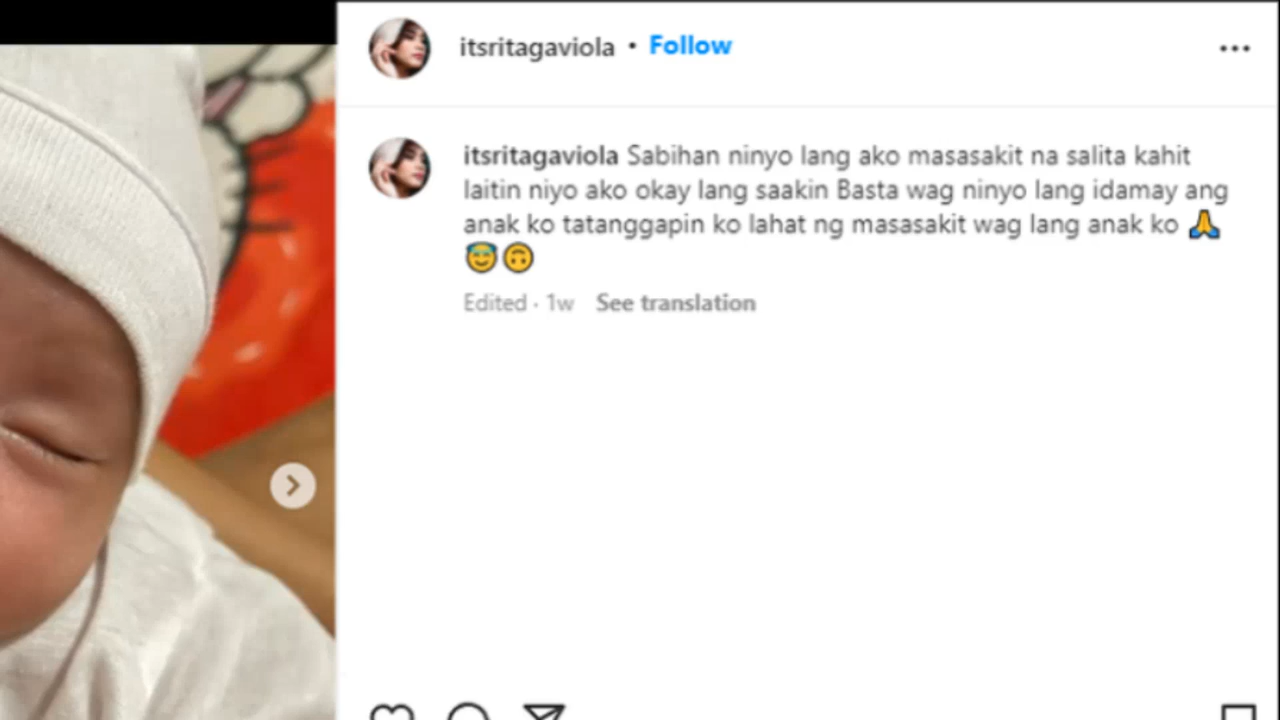 itsritagaviola • Follow
itsritagaviola Sabihan ninyo lang ako masasakit na salita kahit
laitin niyo ako okay lang saakin Basta wag ninyo lang idamay ang
anak ko tatanggapin ko lahat ng masasakit wag lang anak ko 🙏
😇🙃
Edited · 1w See translation